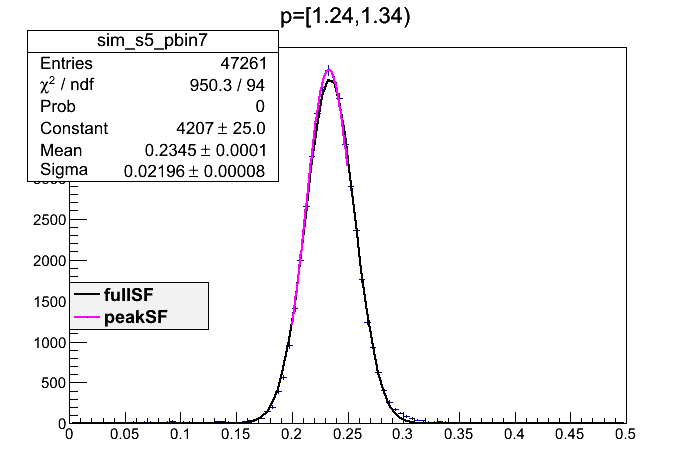 p=[1.24,1.34)
sim_s5_pbin7
Entries 47261
χ² / ndf 950.3 / 94
Prob 0
Constant 4207 ± 25.0
Mean 0.2345 ± 0.0001
Sigma 0.02196 ± 0.00008
2500
2000
1500
1000
500
0
fullSF
peakSF
0 0.05 0.1 0.15 0.2 0.25 0.3 0.35 0.4 0.45 0.5